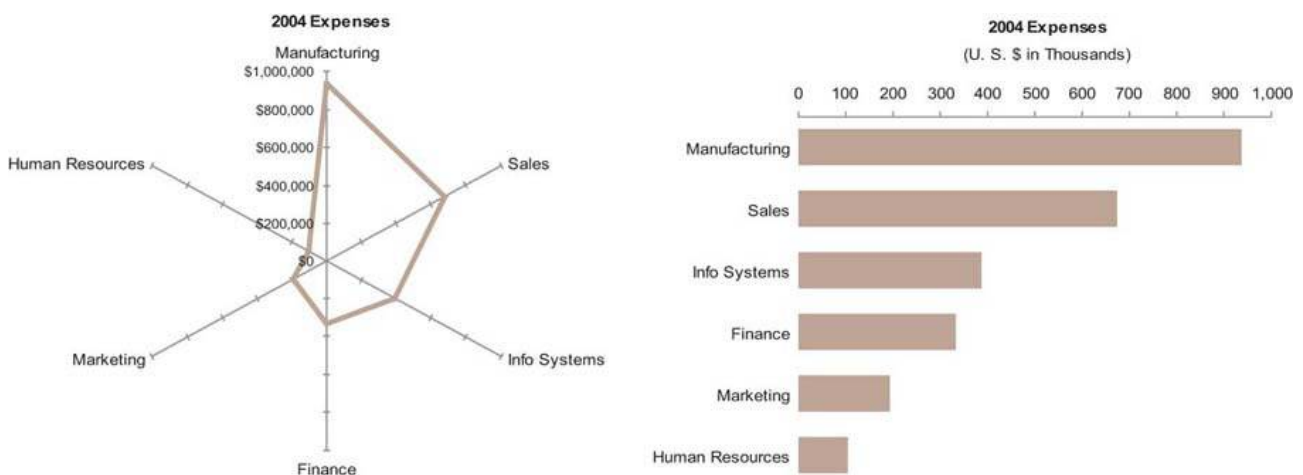 2004 Expenses
Manufacturing
$1,000,000
$800,000
$600,000
$400,000
$200,000
$0
Human Resources
Sales
Marketing
Info Systems
Finance
2004 Expenses
(U. S. $ in Thousands)
0 100 200 300 400 500 600 700 800 900 1,000
Manufacturing
Sales
Info Systems
Finance
Marketing
Human Resources